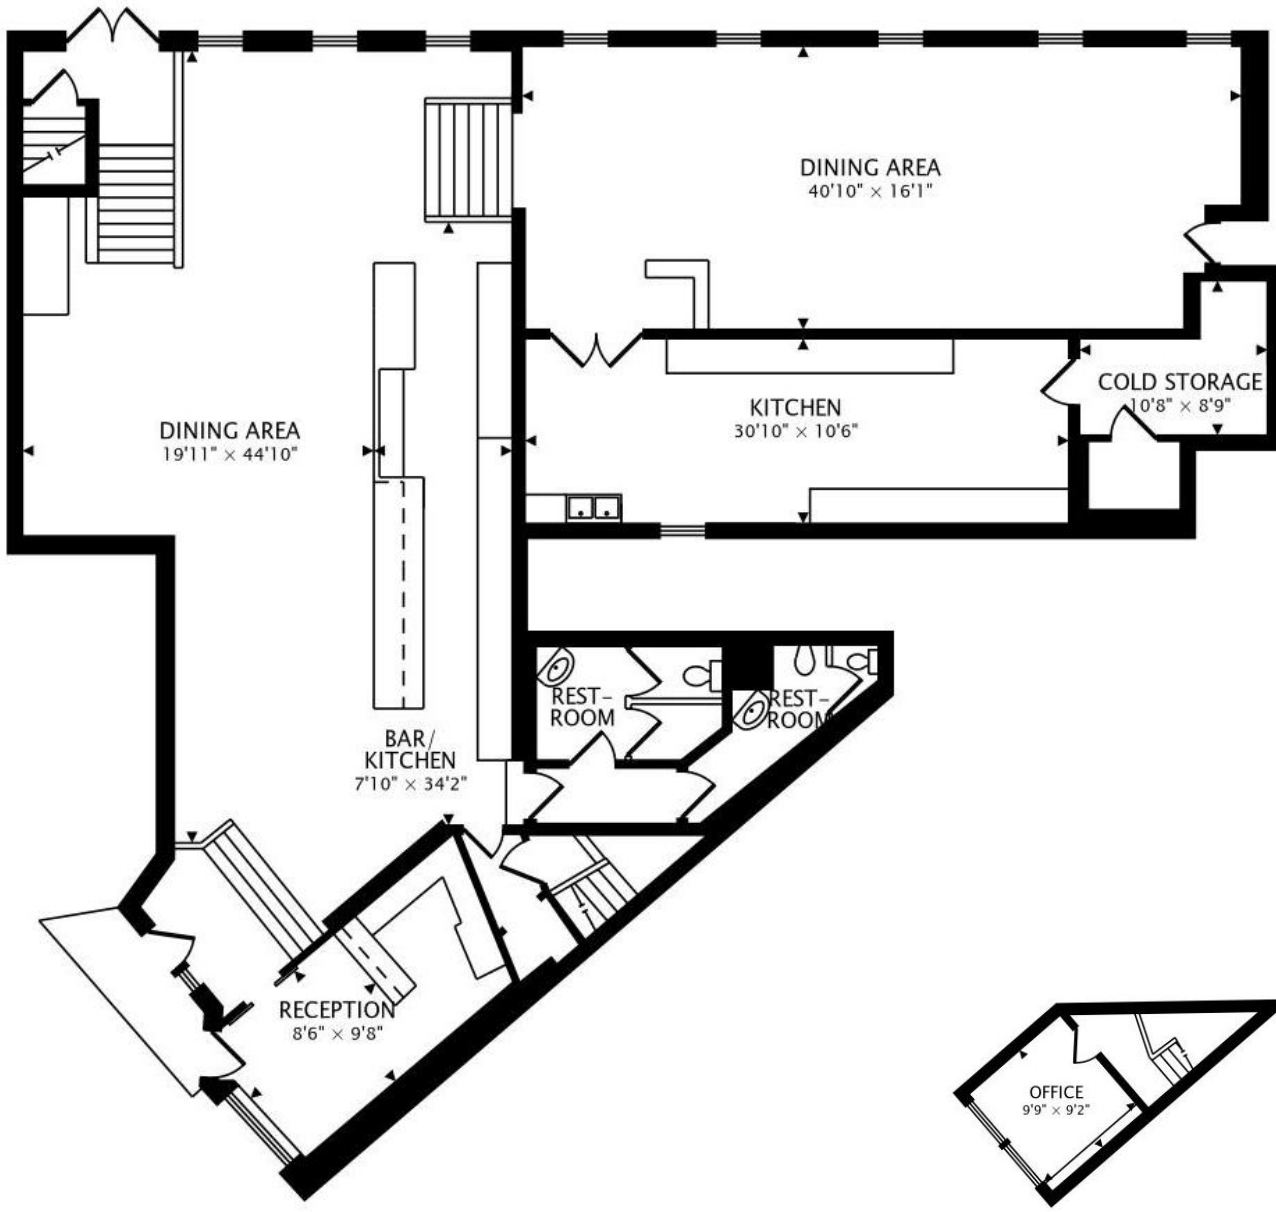 DINING AREA
40'10" × 16'1"
COLD STORAGE
10'8" × 8'9"
KITCHEN
30'10" × 10'6"
DINING AREA
19'11" × 44'10"
REST-
ROOM
REST-
ROOM
BAR/
KITCHEN
7'10" × 34'2"
RECEPTION
8'6" × 9'8"
OFFICE
9'9" × 9'2"